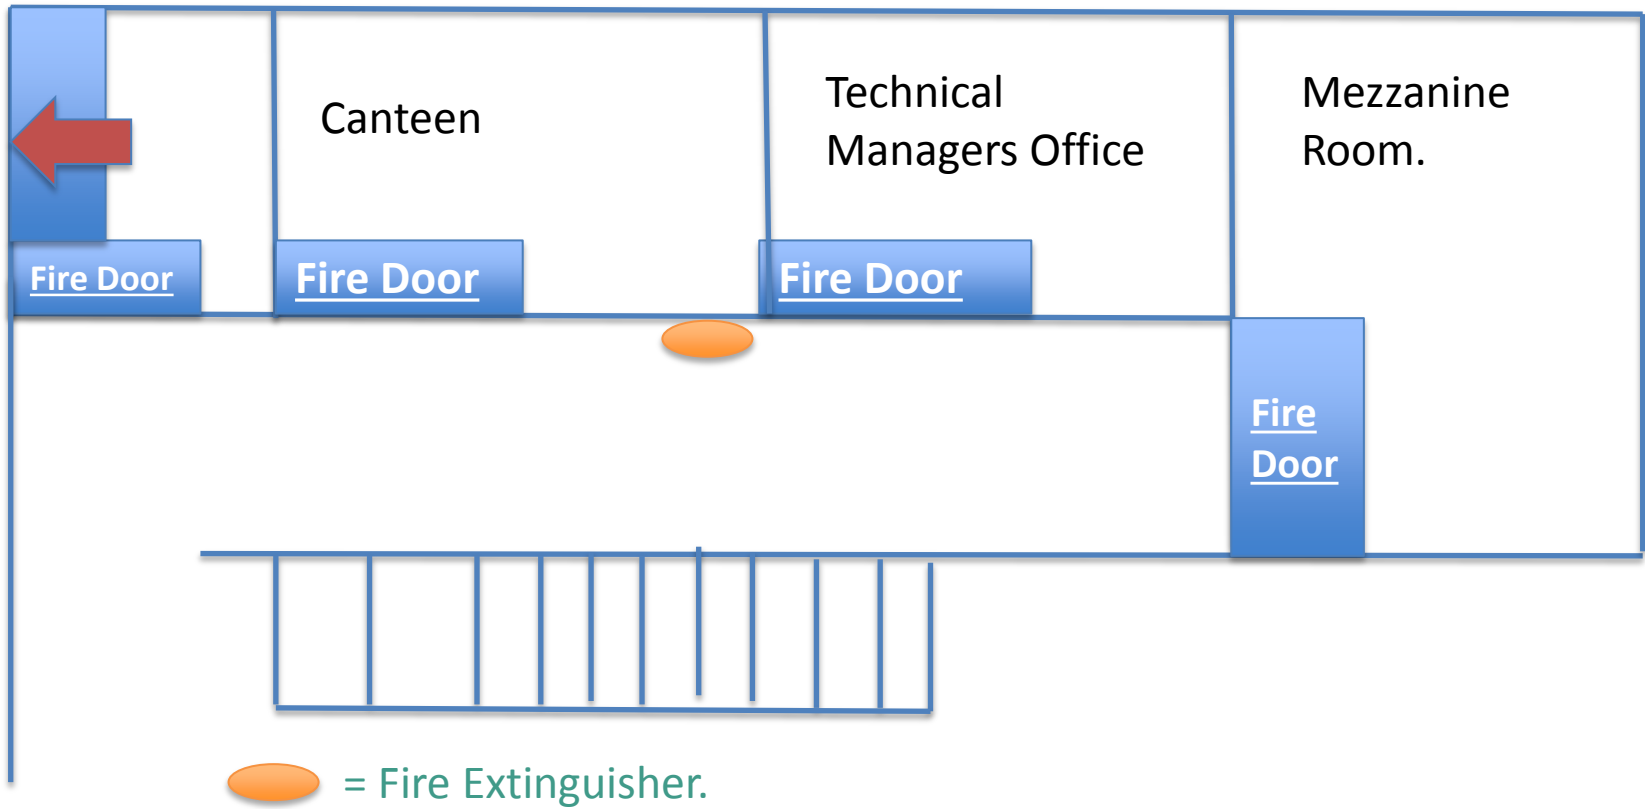 Canteen
Technical
Managers Office
Mezzanine
Room.
Fire Door
Fire Door
Fire Door
Fire
Door
= Fire Extinguisher.